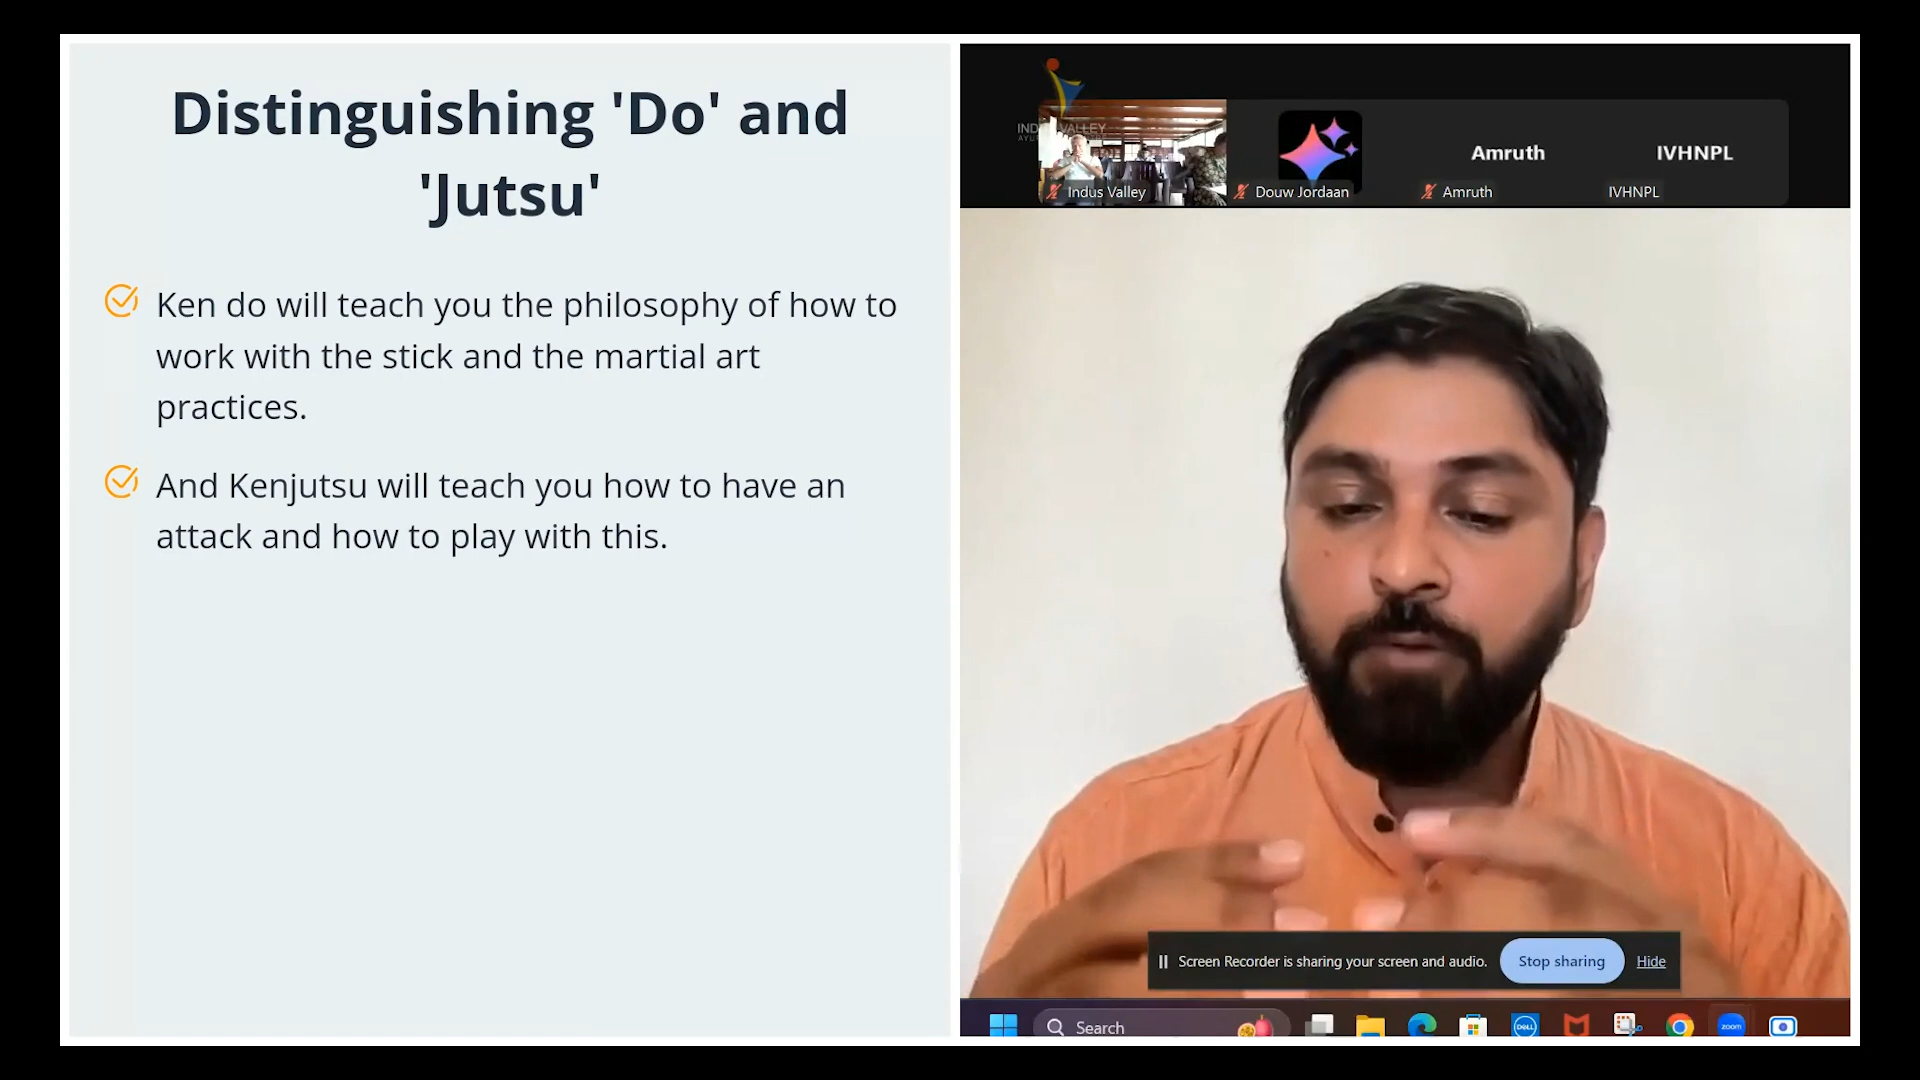 Distinguishing 'Do' and
'Jutsu'
Ken do will teach you the philosophy of how to
work with the stick and the martial art
practices.
And Kenjutsu will teach you how to have an
attack and how to play with this.
Indus Valley
Douw Jordaan
Amruth
Amruth
IVHNPL
IVHNPL
Screen Recorder is sharing your screen and audio.
Stop sharing
Hide
Search
DELL
zoom